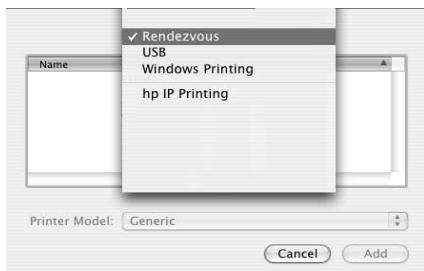 ✓ Rendezvous
USB
Name
Windows Printing
hp IP Printing
Printer Model: Generic
Cancel Add